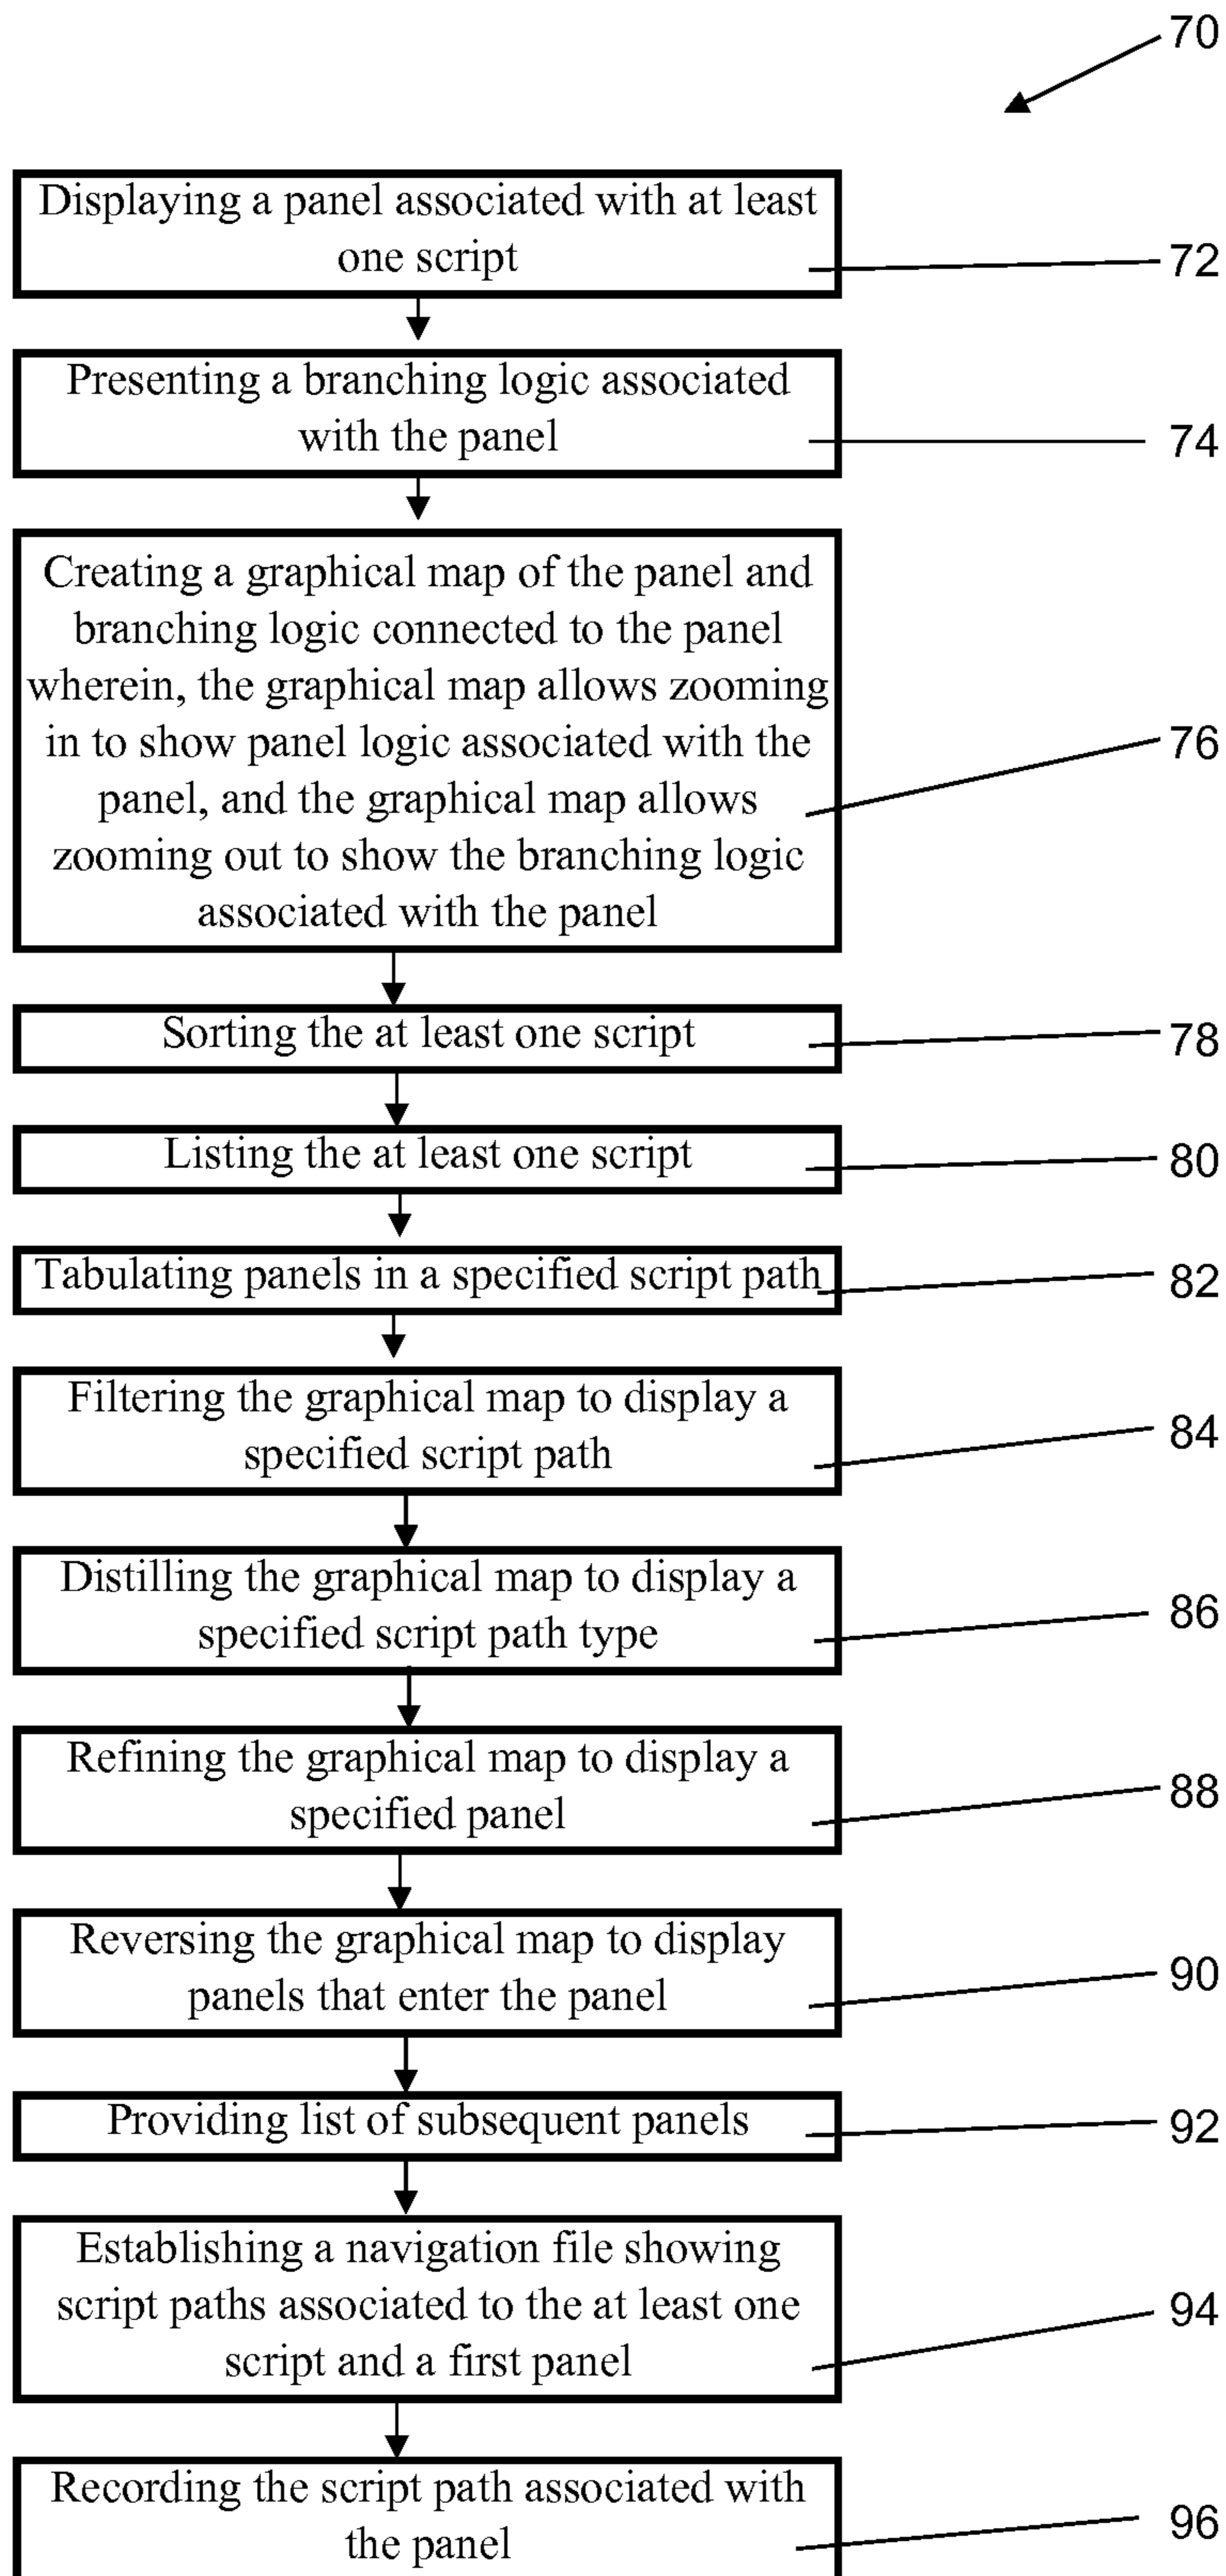 70
Displaying a panel associated with at least
one script
72
Presenting a branching logic associated
with the panel
74
Creating a graphical map of the panel and
branching logic connected to the panel
wherein, the graphical map allows zooming
in to show panel logic associated with the
panel, and the graphical map allows
zooming out to show the branching logic
associated with the panel
76
Sorting the at least one script
78
Listing the at least one script
80
Tabulating panels in a specified script path
82
Filtering the graphical map to display a
specified script path
84
Distilling the graphical map to display a
specified script path type
86
Refining the graphical map to display a
specified panel
88
Reversing the graphical map to display
panels that enter the panel
90
Providing list of subsequent panels
92
Establishing a navigation file showing
script paths associated to the at least one
script and a first panel
94
Recording the script path associated with
the panel
96